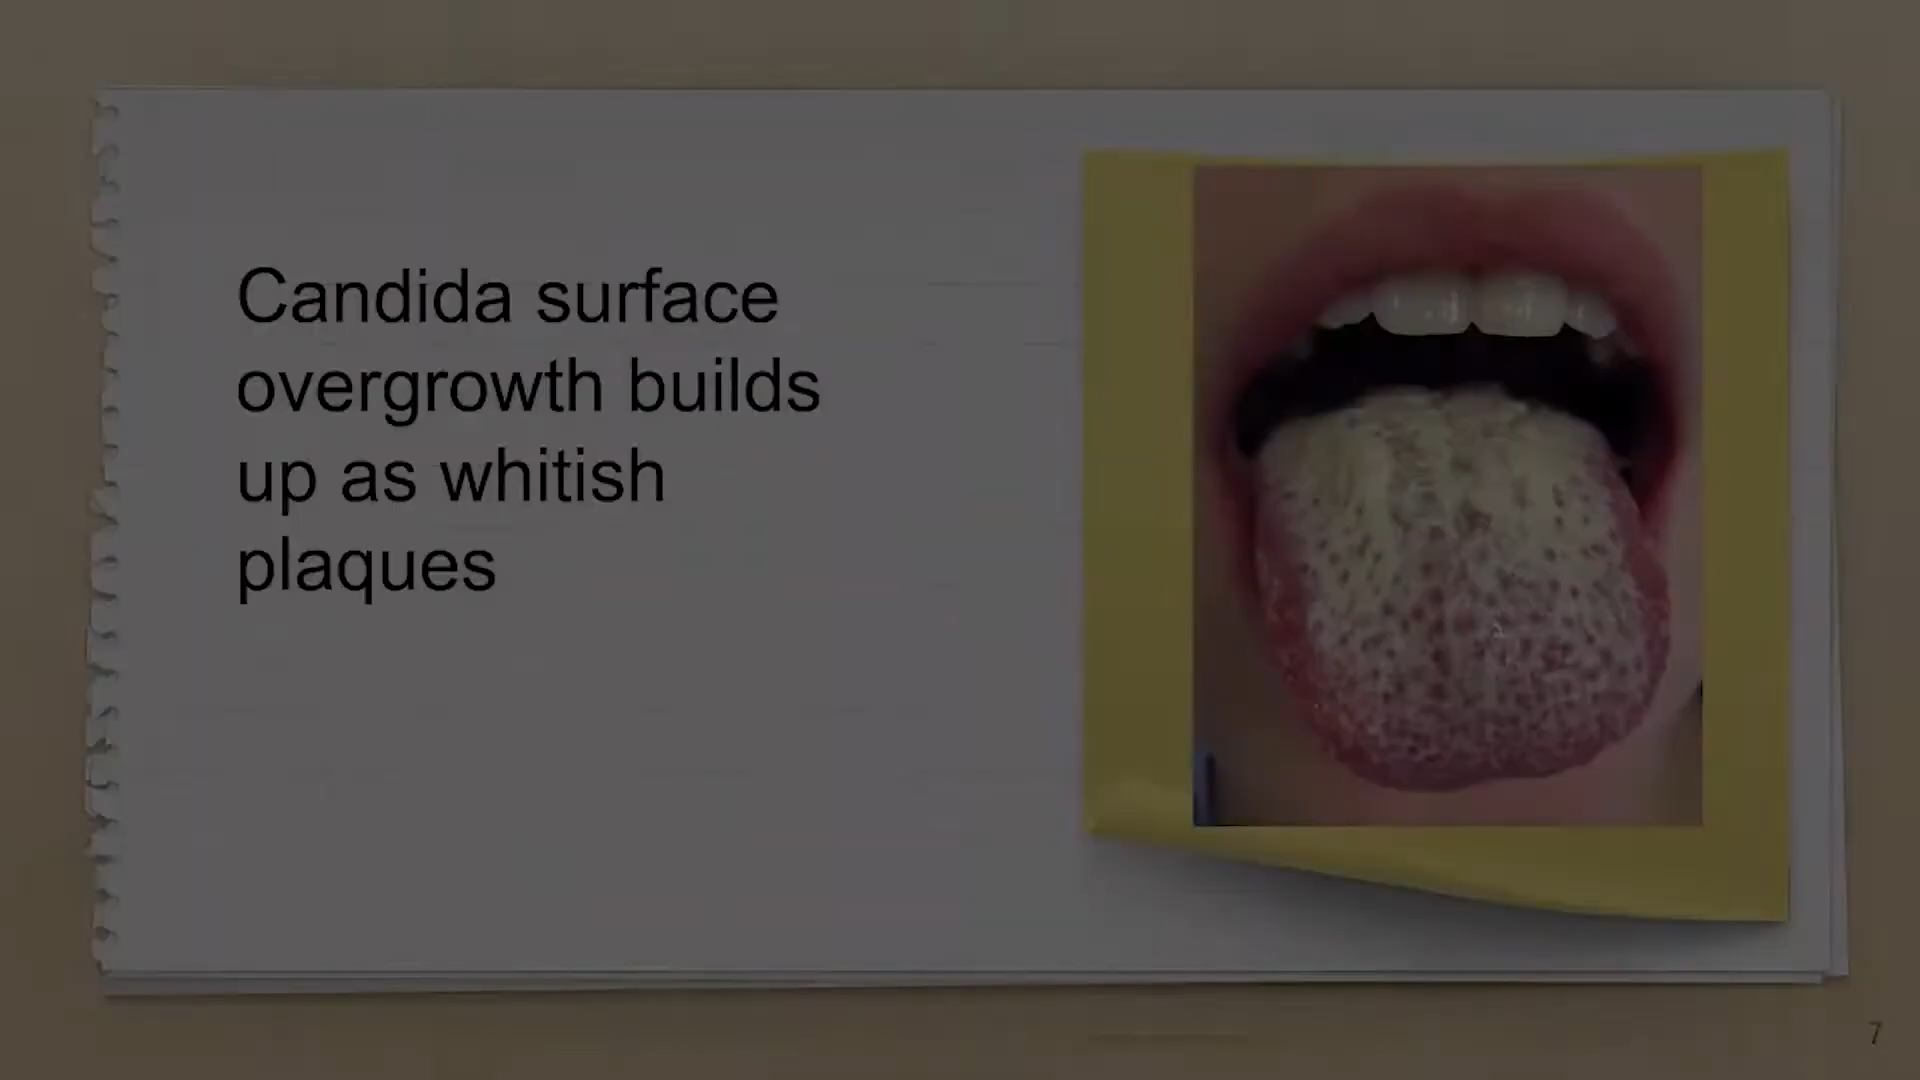 Candida surface
overgrowth builds
up as whitish
plaques
7